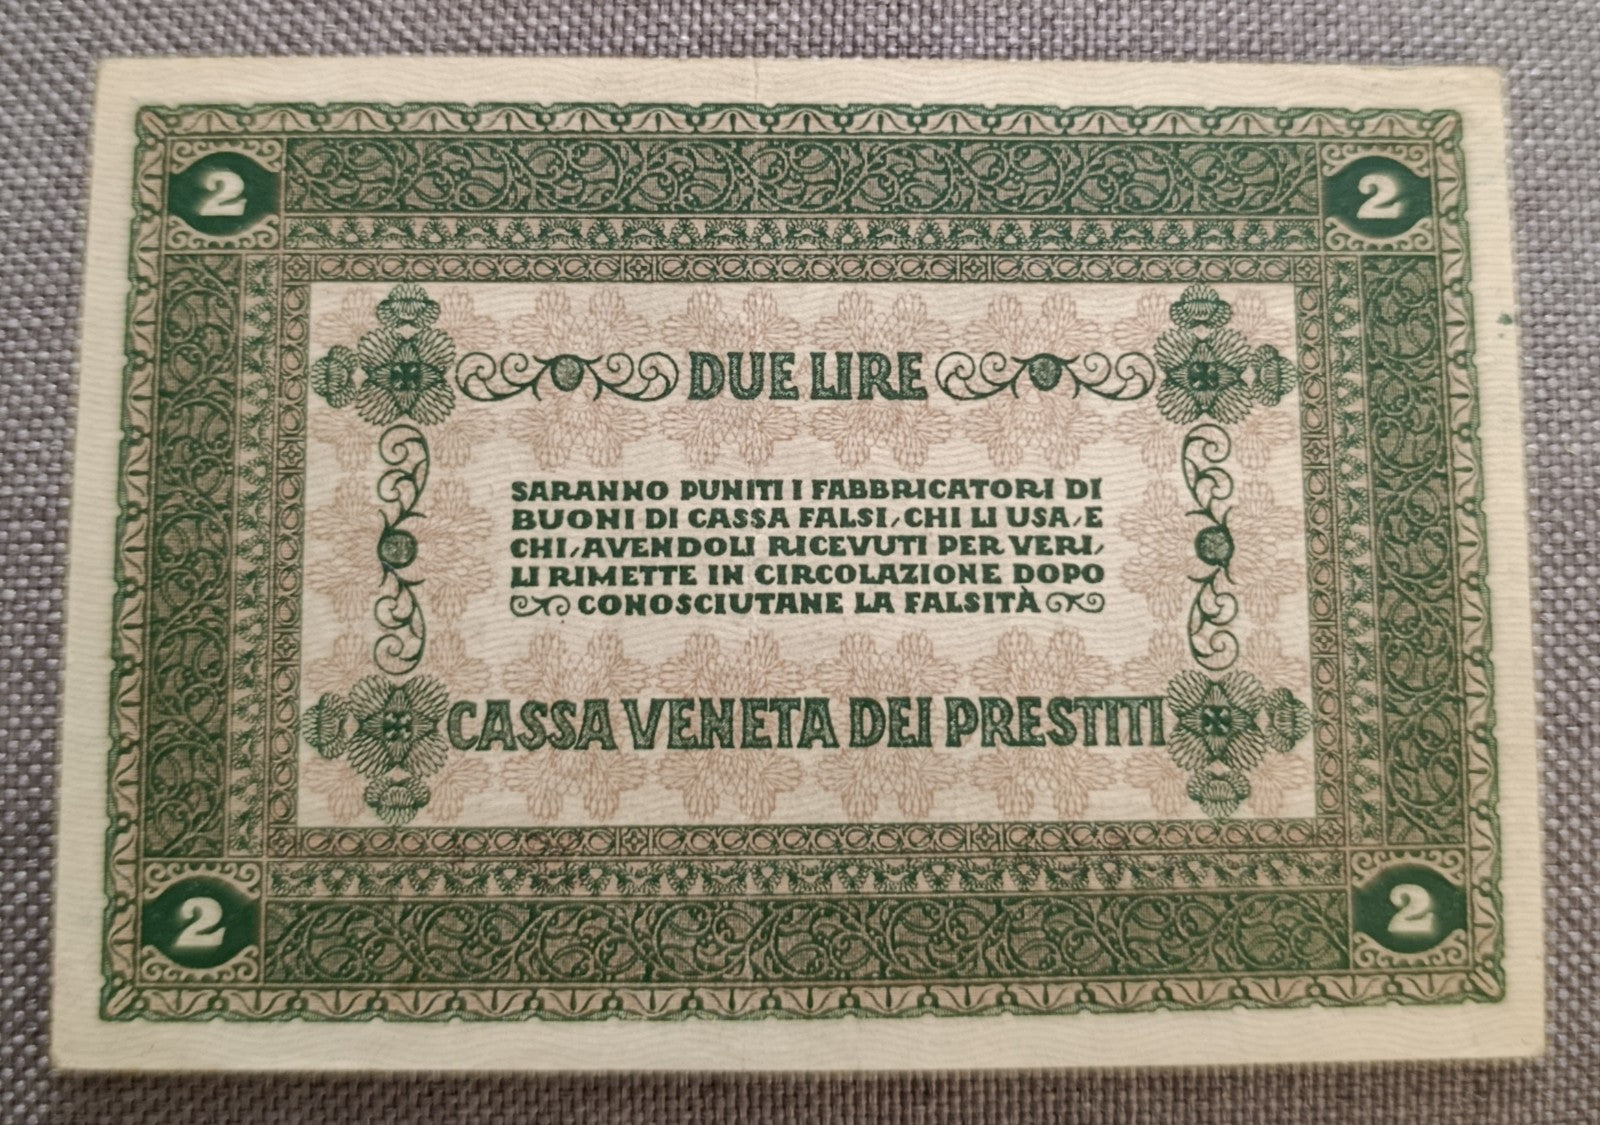 2 2
DUE LIRE
SARANNO PUNITI I FABBRICATORI DI
BUONI DI CASSA FALSI, CHI LI USA, E
CHI, AVENDOLI RICEVUTI PER VERI,
LI RIMETTE IN CIRCOLAZIONE DOPO
CONOSCIUTANE LA FALSITÀ
CASSA VENETA DEI PRESTITI
2 2